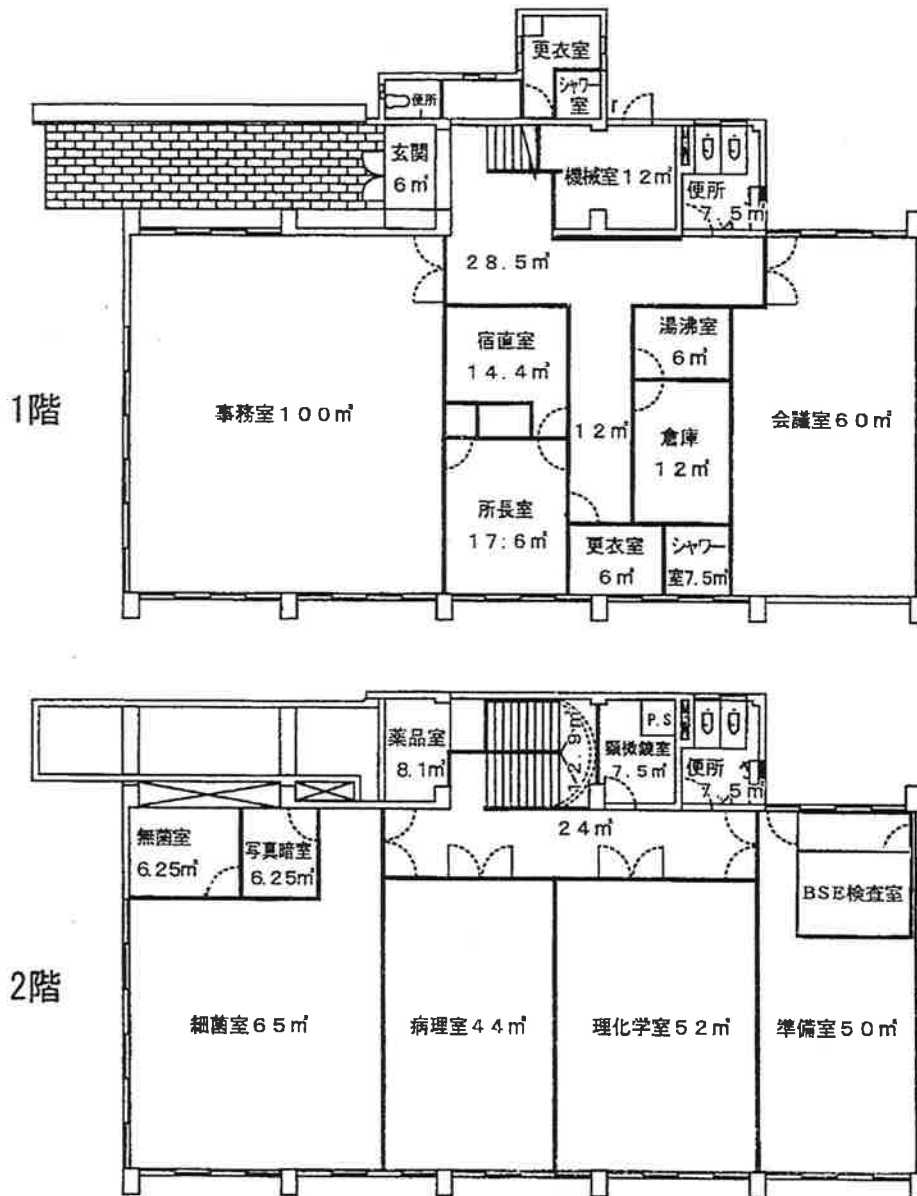 更衣室
シャワー
室
便所
玄関
6㎡
機械室12㎡
便所
7.5㎡
28.5㎡
宿直室
14.4㎡
湯沸室
6㎡
1階
事務室100㎡
12㎡
倉庫
12㎡
会議室60㎡
所長室
17.6㎡
更衣室
6㎡
シャワー
室7.5㎡
薬品室
8.1㎡
P.S
顕微鏡室
7.5㎡
便所
7.5㎡
24㎡
無菌室
6.25㎡
写真暗室
6.25㎡
BSE検査室
2階
細菌室65㎡
病理室44㎡
理化学室52㎡
準備室50㎡